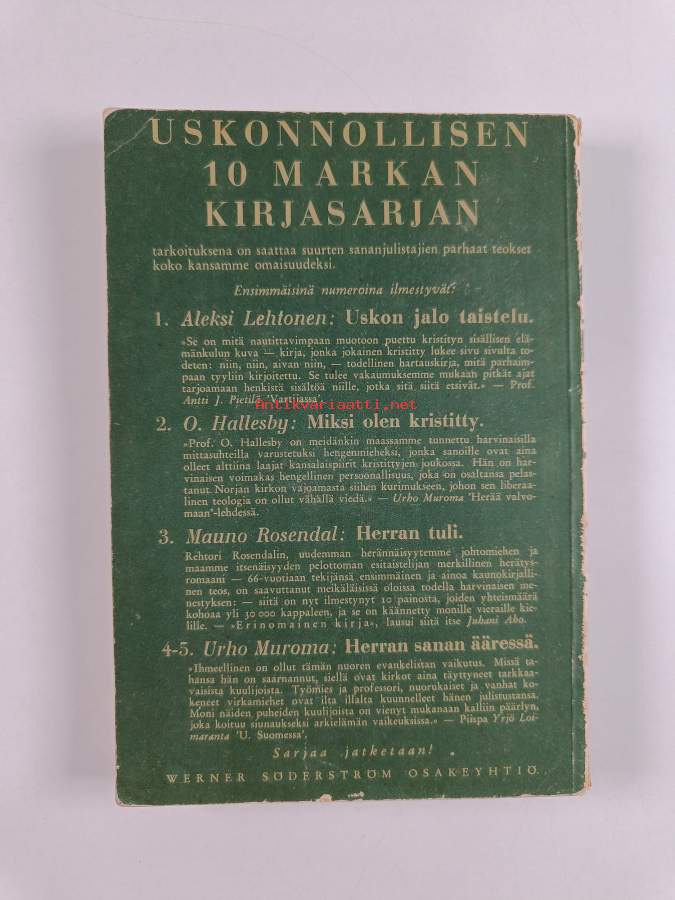 USKONNOLLISEN
10 MARKAN
KIRJASARJAN
tarkoituksena on saattaa suurten sananjulistajien parhaat teokset
koko kansamme omaisuudeksi.
Ensimmäisinä numeroina ilmestyvät:
1. Aleksi Lehtonen: Uskon jalo taistelu.
»Se on mitä nautittavimpaan muotoon puettu kristityn sisällisen elä-
mänkulun kuva — kirja, jonka jokainen kristitty lukee sivu sivulta to-
deten: niin, niin, aivan niin, — todellinen hartauskirja, mitä parhaim-
paan tyyliin kirjoitettu. Se tulee vakaumuksemme mukaan pitkät ajat
tarjoamaan henkistä sisältöä niille, jotka sitä siitä etsivät.» — Prof.
Antti J. Pietilä 'Vartijassa'.
Antikvariaatti.net
2. O. Hallesby: Miksi olen kristitty.
»Prof. O. Hallesby on meidänkin maassamme tunnettu harvinaisilla
mittasuhteilla varustetuksi hengenmieheksi, jonka sanoille ovat aina
olleet alttiina laajat kansalaispiirit kristittyjen joukossa. Hän on har-
vinaisen voimakas hengellinen persoonallisuus, joka on osaltansa pelas-
tanut Norjan kirkon vajoamasta siihen kurimukseen, johon sen liberaa-
linen teologia on ollut vähällä viedä.» — Urho Muroma 'Herää valvo-
maan'-lehdessä.
3. Mauno Rosendal: Herran tuli.
Rehtori Rosendalin, uudemman herännäisyytemme johtomiehen ja
maamme itsenäisyyden pelottoman esitaistelijan merkillinen herätys-
romaani — 66-vuotiaan tekijänsä ensimmäinen ja ainoa kaunokirjalli-
nen teos, on saavuttanut meikäläisissä oloissa todella harvinaisen me-
nestyksen: — siitä on nyt ilmestynyt 10 painosta, joiden yhteismäärä
kohoaa yli 30 000 kappaleen, ja se on käännetty monille vieraille kie-
lille. — »Erinomainen kirja», lausui siitä itse Juhani Aho.
4-5. Urho Muroma: Herran sanan ääressä.
»Ihmeellinen on ollut tämän nuoren evankelistan vaikutus. Missä ta-
hansa hän on saarnannut, siellä ovat kirkot aina täyttyneet tarkkaa-
vaisista kuulijoista. Työmies ja professori, nuorukaiset ja vanhat ko-
keneet virkamiehet ovat ilta illalta kuunnelleet hänen julistustansa.
Moni näiden puheiden kuulijoista on vienyt mukanaan kalliin päärlyn,
joka koituu siunaukseksi arkielämän vaikeuksissa.» — Piispa Yrjö Loi-
maranta 'U. Suomessa'.
Sarjaa jatketaan!
WERNER SÖDERSTRÖM OSAKEYHTIÖ